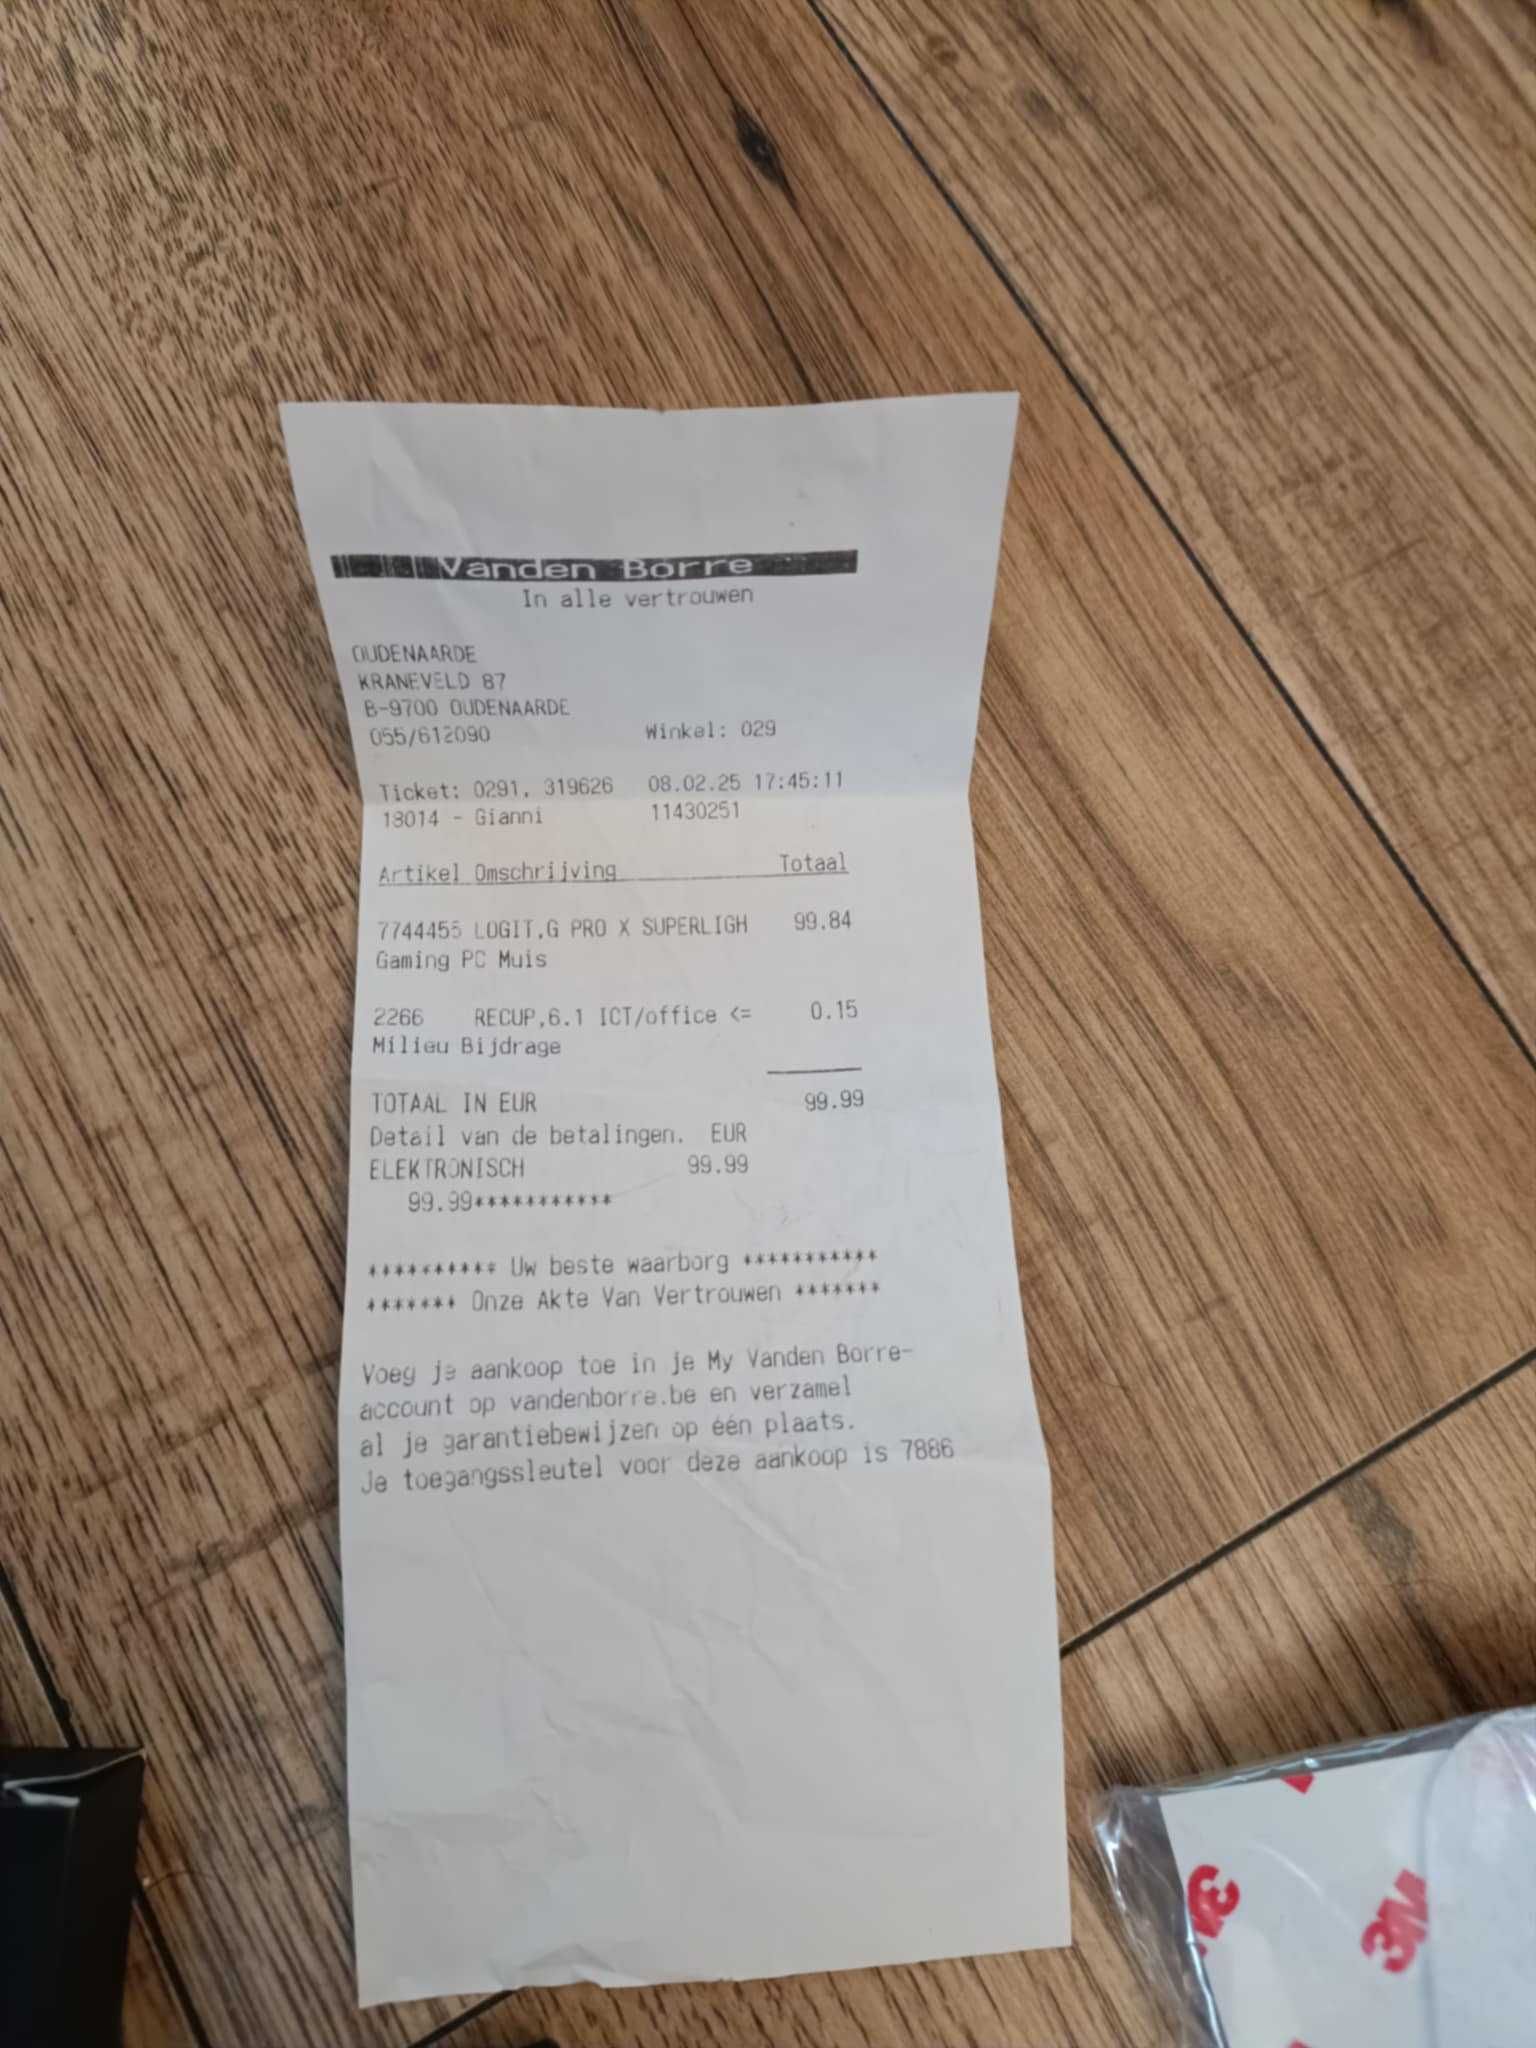 Vanden Borre
In alle vertrouwen
OUDENAARDE
KRANEVELD 87
B-9700 OUDENAARDE
055/612090 Winkel: 029
Ticket: 0291, 319626 08.02.25 17:45:11
18014 - Gianni 11430251
Artikel Omschrijving Totaal
7744455 LOGIT,G PRO X SUPERLIGH 99.84
Gaming PC Muis
2266 RECUP,6.1 ICT/office <= 0.15
Milieu Bijdrage
TOTAAL IN EUR 99.99
Detail van de betalingen. EUR
ELEKTRONISCH 99.99
99.99***********
********** Uw beste waarborg ***********
******* Onze Akte Van Vertrouwen *******
Voeg je aankoop toe in je My Vanden Borre-
account op vandenborre.be en verzamel
al je garantiebewijzen op één plaats.
Je toegangssleutel voor deze aankoop is 7886
3M
3M